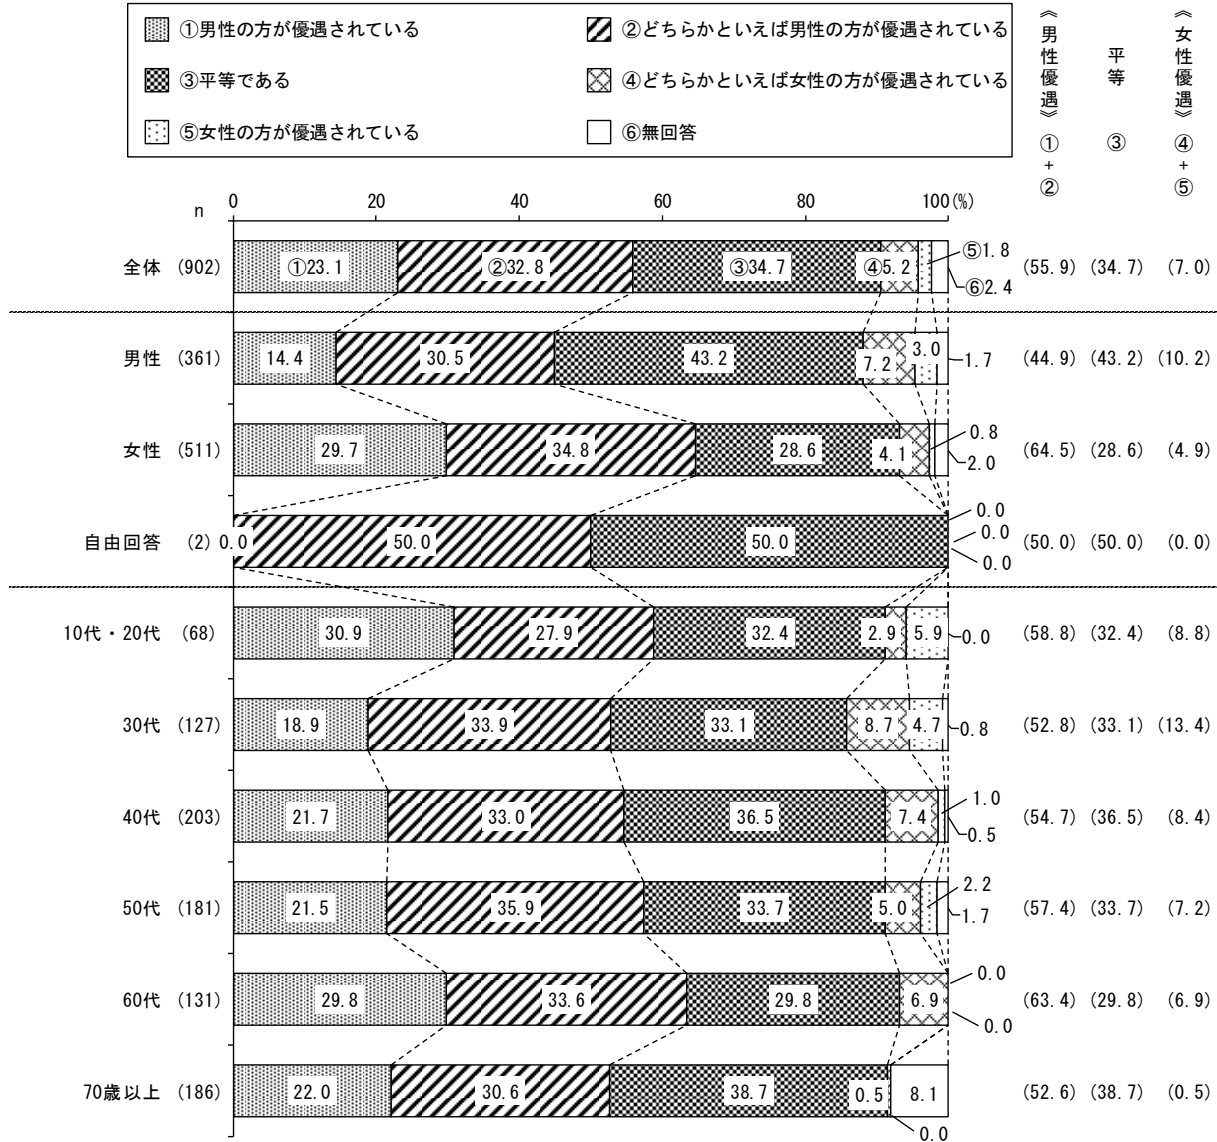 ①男性の方が優遇されている ②どちらかといえば男性の方が優遇されている
③平等である ④どちらかといえば女性の方が優遇されている
⑤女性の方が優遇されている ⑥無回答
《男性優遇》①+②
平等 ③
《女性優遇》④+⑤
n 0 20 40 60 80 100(%)
全体 (902) ①23.1 ②32.8 ③34.7 ④5.2 ⑤1.8 ⑥2.4 (55.9) (34.7) (7.0)
男性 (361) 14.4 30.5 43.2 7.2 3.0 1.7 (44.9) (43.2) (10.2)
女性 (511) 29.7 34.8 28.6 4.1 0.8 2.0 (64.5) (28.6) (4.9)
自由回答 (2) 0.0 50.0 50.0 0.0 0.0 0.0 (50.0) (50.0) (0.0)
10代・20代 (68) 30.9 27.9 32.4 2.9 5.9 0.0 (58.8) (32.4) (8.8)
30代 (127) 18.9 33.9 33.1 8.7 4.7 0.8 (52.8) (33.1) (13.4)
40代 (203) 21.7 33.0 36.5 7.4 1.0 0.5 (54.7) (36.5) (8.4)
50代 (181) 21.5 35.9 33.7 5.0 2.2 1.7 (57.4) (33.7) (7.2)
60代 (131) 29.8 33.6 29.8 6.9 0.0 0.0 (63.4) (29.8) (6.9)
70歳以上 (186) 22.0 30.6 38.7 0.5 0.0 8.1 (52.6) (38.7) (0.5)